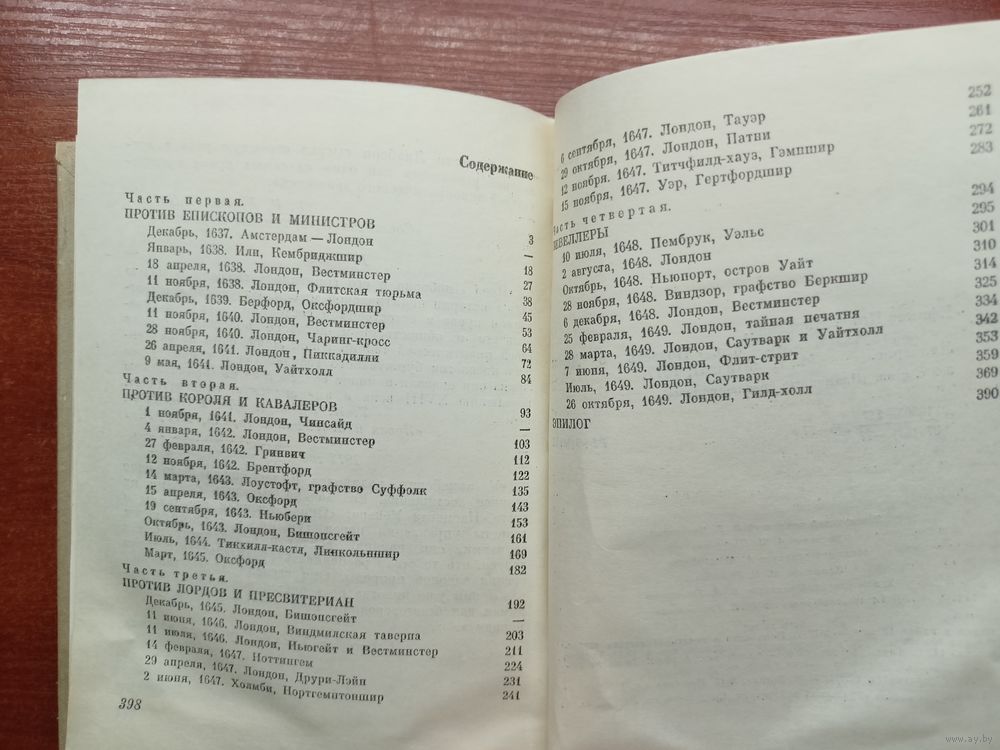 Содержание
Часть первая.
ПРОТИВ ЕПИСКОПОВ И МИНИСТРОВ 3
Декабрь, 1637. Амстердам — Лондон —
Январь, 1638. Или, Кембриджшир 18
18 апреля, 1638. Лондон, Вестминстер 27
11 ноября, 1638. Лондон, Флитская тюрьма 38
Декабрь, 1639. Берфорд, Оксфордшир 45
11 ноября, 1640. Лондон, Вестминстер 53
28 ноября, 1640. Лондон, Чаринг-кросс 64
26 апреля, 1641. Лондон, Пиккадилли 72
9 мая, 1641. Лондон, Уайтхолл 84
Часть вторая.
ПРОТИВ КОРОЛЯ И КАВАЛЕРОВ 93
1 ноября, 1641. Лондон, Чипсайд —
4 января, 1642. Лондон, Вестминстер 103
27 февраля, 1642. Гринвич 112
12 ноября, 1642. Брентфорд 122
14 марта, 1643. Лоустофт, графство Суффолк 135
15 апреля, 1643. Оксфорд 143
19 сентября, 1643. Ньюбери 153
Октябрь, 1643. Лондон, Бишопсгейт 161
Июль, 1644. Тикхилл-кастл, Линкольншир 169
Март, 1645. Оксфорд 182
Часть третья.
ПРОТИВ ЛОРДОВ И ПРЕСВИТЕРИАН 192
Декабрь, 1645. Лондон, Бишопсгейт —
11 июня, 1646. Лондон, Виндмилская таверна 203
11 июля, 1646. Лондон, Ньюгейт и Вестминстер 211
14 февраля, 1647. Ноттингем 224
29 апреля, 1647. Лондон, Друри-Лэйн 231
2 июня, 1647. Холмби, Нортгемптоншир 241
398
6 сентября, 1647. Лондон, Тауэр 252
29 октября, 1647. Лондон, Патни 261
12 ноября. 1647. Титчфилд-хауз, Гэмпшир 272
15 ноября, 1647. Уэр, Гертфордшир 283
асть четвертая.
ЕВЕЛЛЕРЫ 294
10 июля, 1648. Пембрук, Уэльс 295
2 августа, 1648. Лондон 301
Октябрь, 1648. Ньюпорт, остров Уайт 310
28 ноября, 1648. Виндзор, графство Беркшир 314
6 декабря, 1648. Лондон, Вестминстер 325
25 февраля, 1649. Лондон, тайная печатня 334
28 марта, 1649. Лондон, Саутварк и Уайтхолл 342
7 июня, 1649. Лондон, Флит-стрит 353
Июль, 1649. Лондон, Саутварк 359
26 октября, 1649. Лондон, Гилд-холл 369
ЭПИЛОГ 390
www.ay.by